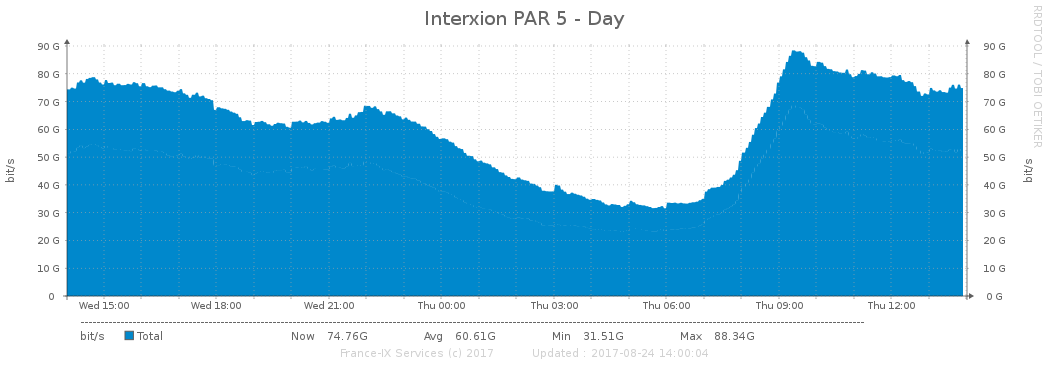 Interxion PAR 5 - Day
RRDTOOL / TOBI OETIKER
90 G 90 G
80 G 80 G
70 G 70 G
60 G 60 G
50 G 50 G
40 G 40 G
30 G 30 G
20 G 20 G
10 G 10 G
0 0 G
bit/s
bit/s
Wed 15:00 Wed 18:00 Wed 21:00 Thu 00:00 Thu 03:00 Thu 06:00 Thu 09:00 Thu 12:00
bit/s Total Now 74.76G Avg 60.61G Min 31.51G Max 88.34G
France-IX Services (c) 2017 Updated : 2017-08-24 14:00:04